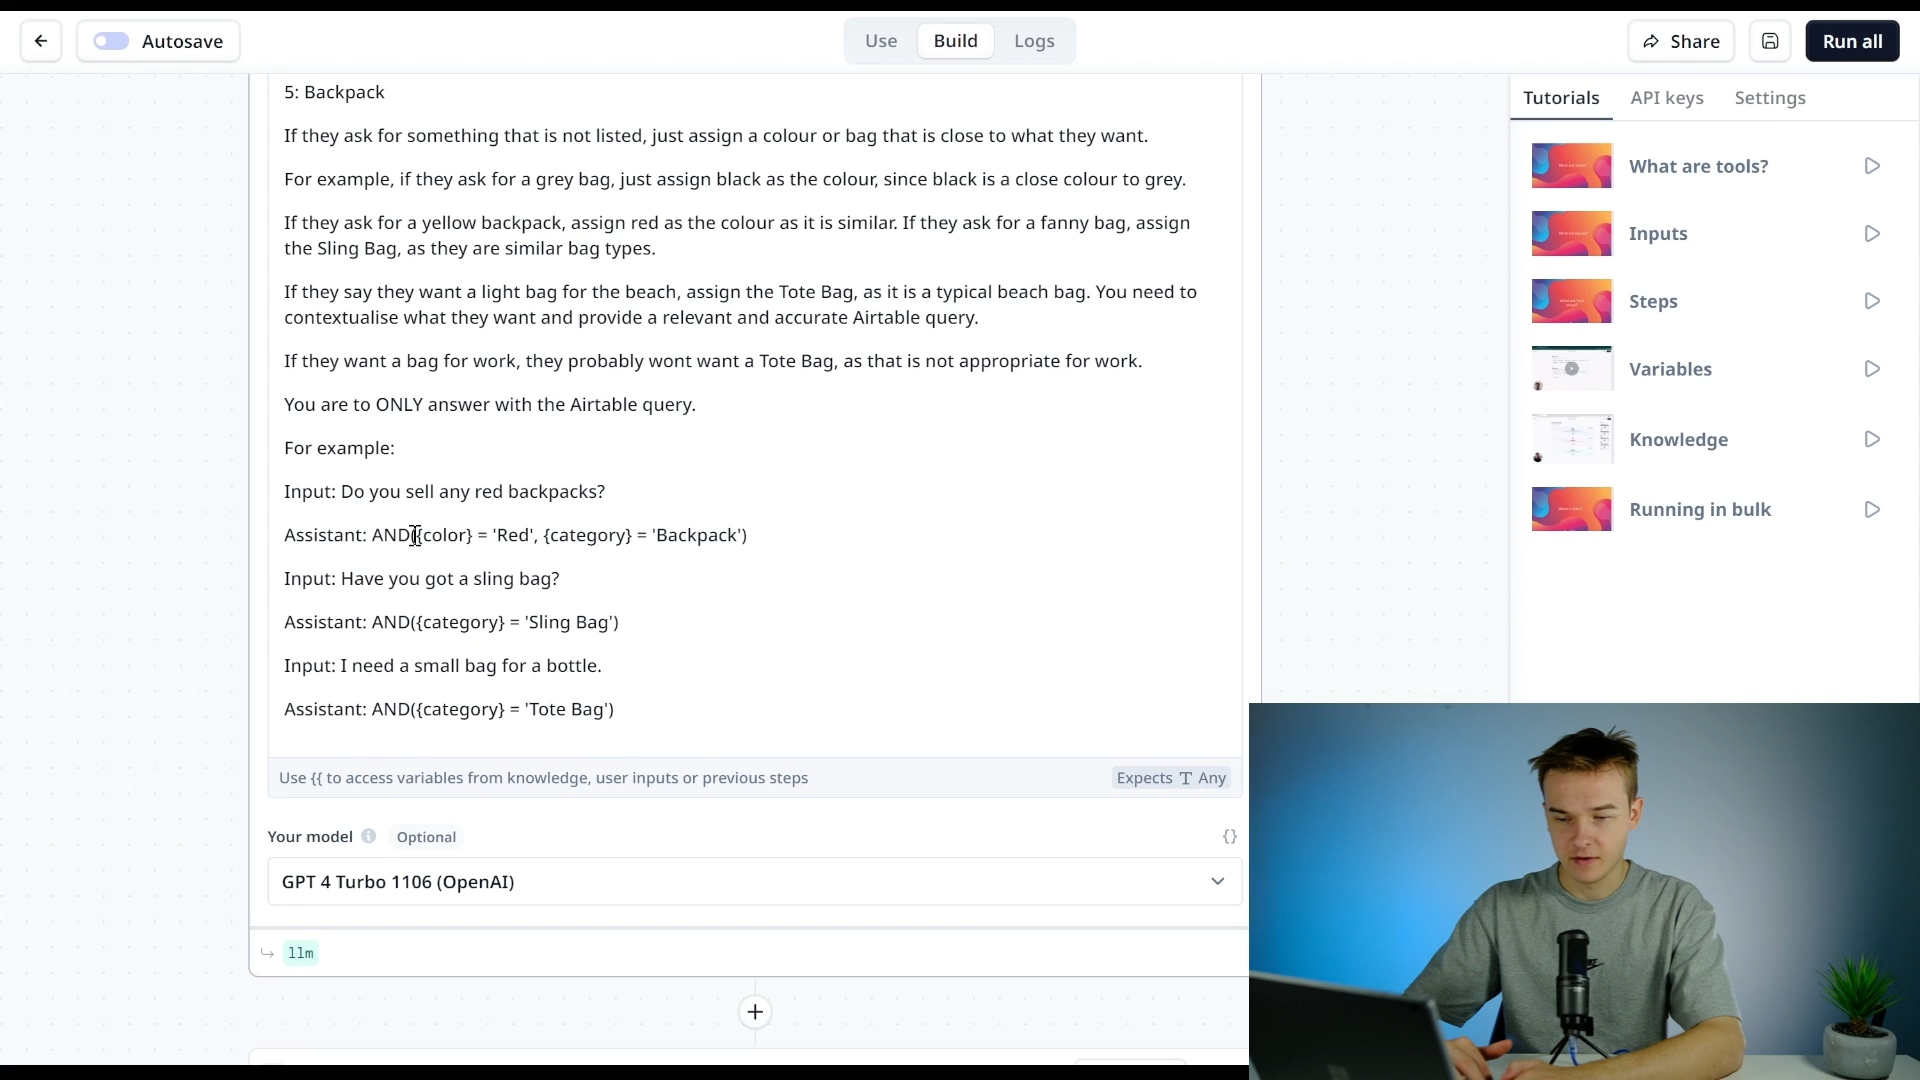 Autosave
Use Build Logs
Share
Run all
5: Backpack
If they ask for something that is not listed, just assign a colour or bag that is close to what they want.
For example, if they ask for a grey bag, just assign black as the colour, since black is a close colour to grey.
If they ask for a yellow backpack, assign red as the colour as it is similar. If they ask for a fanny bag, assign
the Sling Bag, as they are similar bag types.
If they say they want a light bag for the beach, assign the Tote Bag, as it is a typical beach bag. You need to
contextualise what they want and provide a relevant and accurate Airtable query.
If they want a bag for work, they probably wont want a Tote Bag, as that is not appropriate for work.
You are to ONLY answer with the Airtable query.
For example:
Input: Do you sell any red backpacks?
Assistant: AND({color} = 'Red', {category} = 'Backpack')
Input: Have you got a sling bag?
Assistant: AND({category} = 'Sling Bag')
Input: I need a small bag for a bottle.
Assistant: AND({category} = 'Tote Bag')
Use {{ to access variables from knowledge, user inputs or previous steps
Expects T Any
Your model Optional
{}
GPT 4 Turbo 1106 (OpenAI)
llm
Tutorials API keys Settings
What are tools?
Inputs
Steps
Variables
Knowledge
Running in bulk